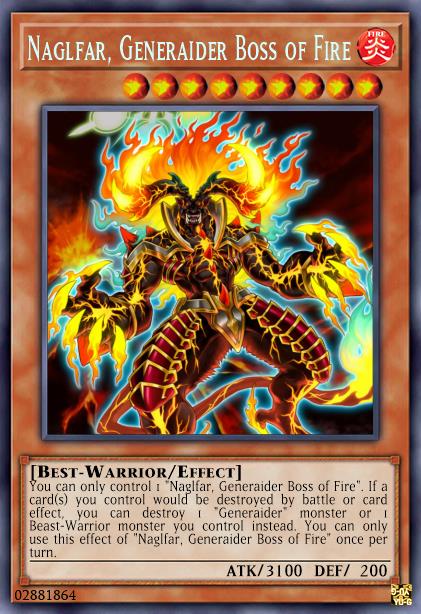 Naglfar, Generaider Boss of Fire
FIRE
炎
[Best-Warrior/Effect]
You can only control 1 "Naglfar, Generaider Boss of Fire". If a
card(s) you control would be destroyed by battle or card
effect, you can destroy 1 "Generaider" monster or 1
Beast-Warrior monster you control instead. You can only
use this effect of "Naglfar, Generaider Boss of Fire" once per
turn.
ATK/3100 DEF/ 200
02881864